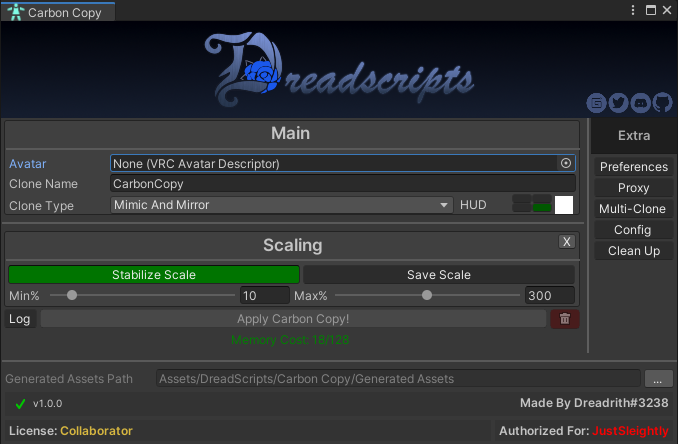 Carbon Copy
Dreadscripts
Main
Avatar None (VRC Avatar Descriptor)
Clone Name CarbonCopy
Clone Type Mimic And Mirror HUD
Scaling X
Stabilize Scale Save Scale
Min% 10 Max% 300
Log Apply Carbon Copy!
Memory Cost: 18/128
Extra
Preferences
Proxy
Multi-Clone
Config
Clean Up
Generated Assets Path Assets/DreadScripts/Carbon Copy/Generated Assets ...
v1.0.0 Made By Dreadrith#3238
License: Collaborator Authorized For: JustSleightly